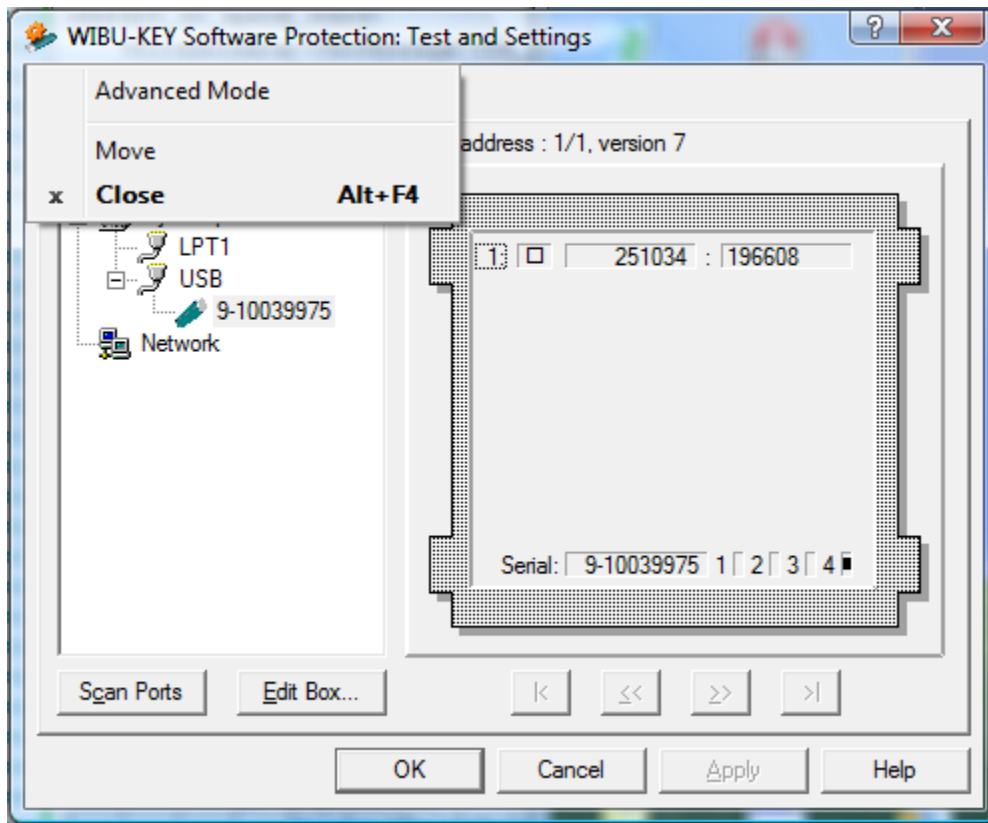 WIBU-KEY Software Protection: Test and Settings
?
X
Advanced Mode
Move
x Close Alt+F4
address : 1/1, version 7
LPT1
USB
9-10039975
Network
1: 251034 : 196608
Serial: 9-10039975 1 2 3 4
Scan Ports
Edit Box...
|<
<<
>>
>|
OK
Cancel
Apply
Help